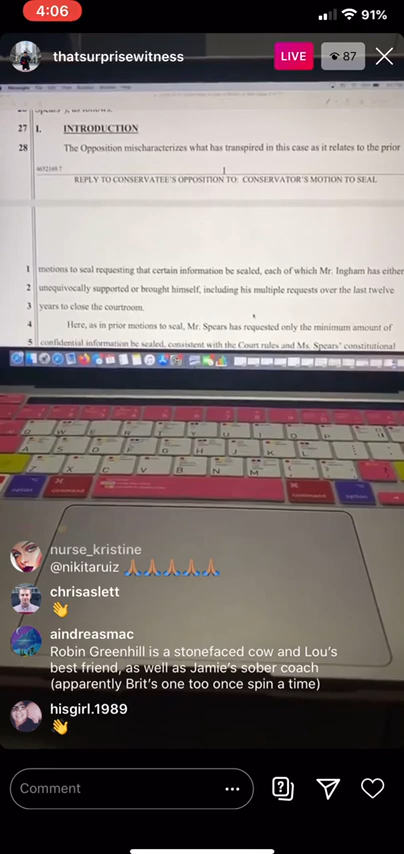 4:06
91%
thatsurprisewitness
LIVE
87
27 I. INTRODUCTION
28 The Opposition mischaracterizes what has transpired in this case as it relates to the prior
REPLY TO CONSERVATEE'S OPPOSITION TO: CONSERVATOR'S MOTION TO SEAL
1 motions to seal requesting that certain information be sealed, each of which Mr. Ingham has either
2 unequivocally supported or brought himself, including his multiple requests over the last twelve
3 years to close the courtroom.
4 Here, as in prior motions to seal, Mr. Spears has requested only the minimum amount of
5 confidential information be sealed, consistent with the Court rules and Ms. Spears' constitutional
Q W E R T Y U I O P
A S D F G H J K L
Z X C V B N M
option command command option
nurse_kristine
@nikitaruiz 🙏🙏🙏🙏🙏
chrisaslett
👋
aindreasmac
Robin Greenhill is a stonefaced cow and Lou's
best friend, as well as Jamie's sober coach
(apparently Brit's one too once spin a time)
hisgirl.1989
👋
Comment